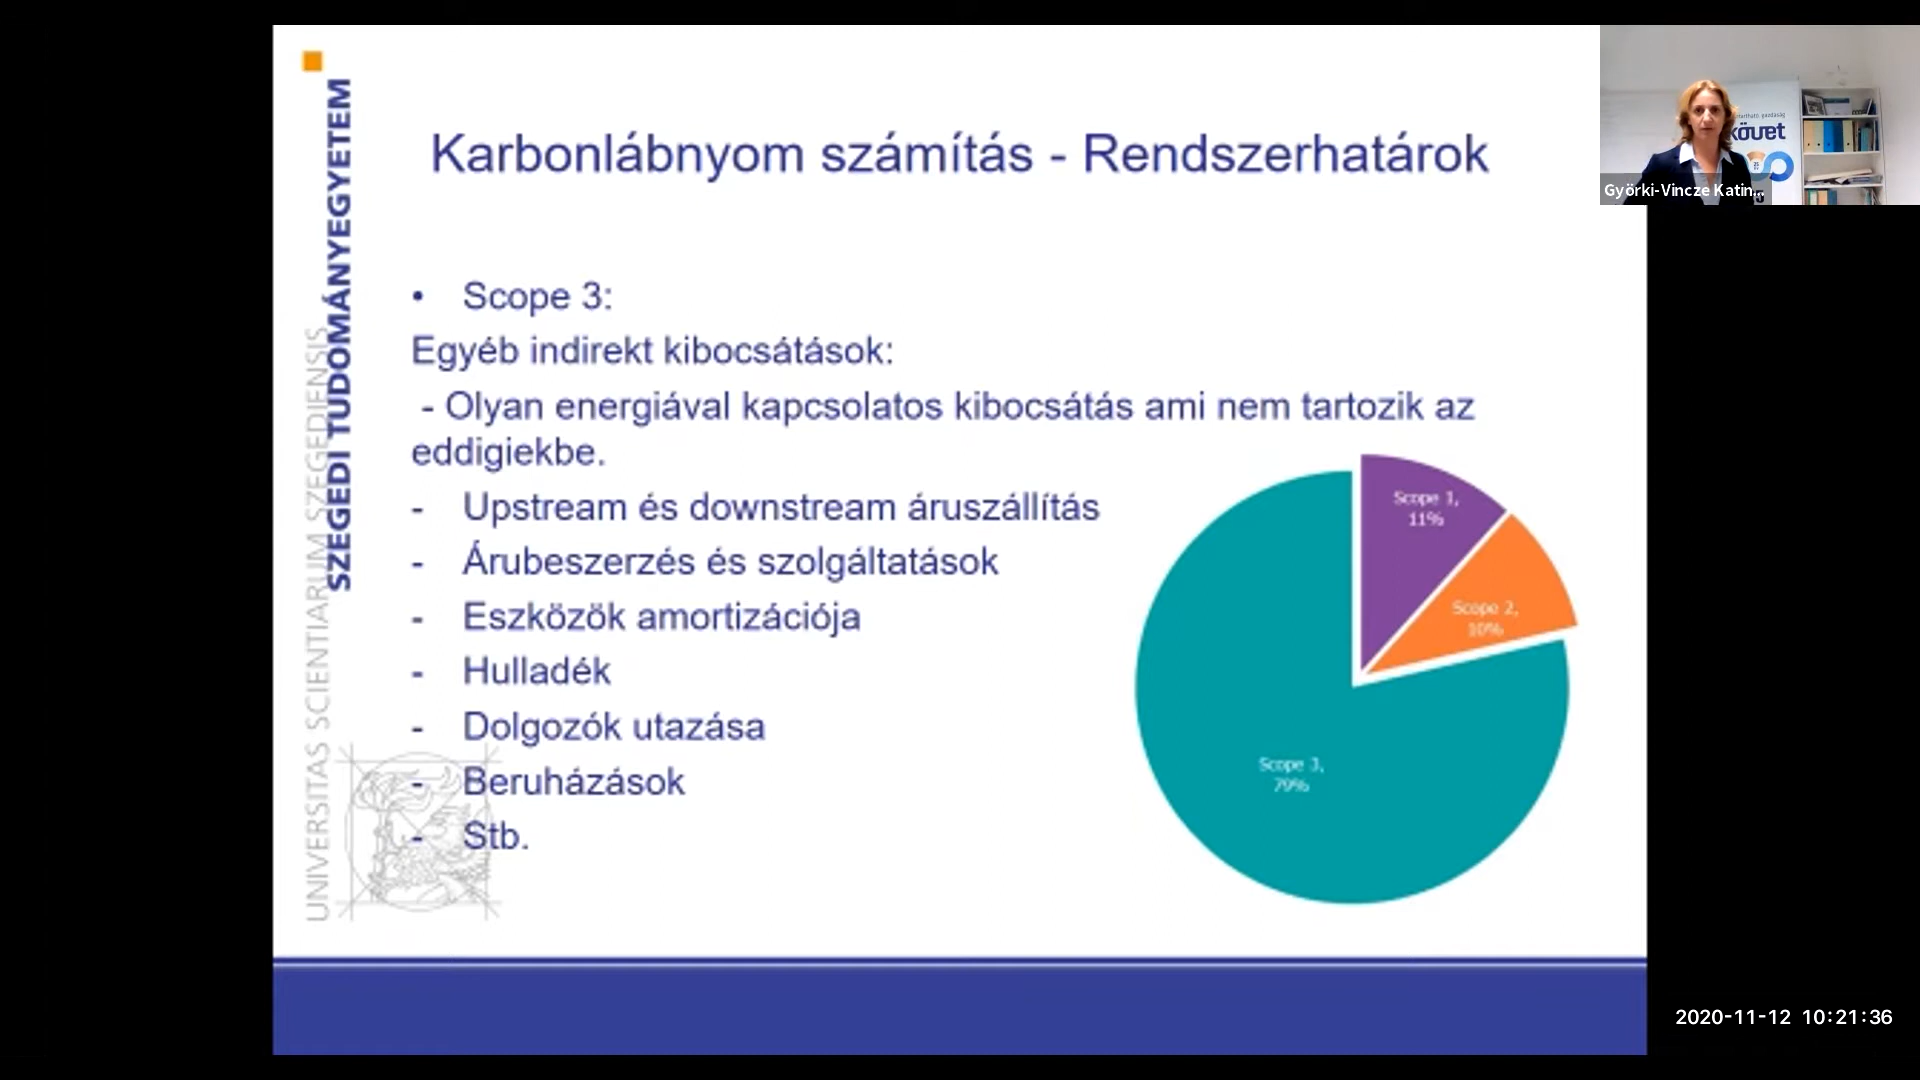 SZEGEDI TUDOMÁNYEGYETEM
UNIVERSITAS SCIENTIARUM SZEGEDIENSIS
Karbonlábnyom számítás - Rendszerhatárok
• Scope 3:
Egyéb indirekt kibocsátások:
- Olyan energiával kapcsolatos kibocsátás ami nem tartozik az
eddigiekbe.
- Upstream és downstream áruszállítás
- Árubeszerzés és szolgáltatások
- Eszközök amortizációja
- Hulladék
- Dolgozók utazása
- Beruházások
- Stb.
Scope 1,
11%
Scope 2,
10%
Scope 3,
79%
gazdaság
követ
Györki-Vincze Katin...
2020-11-12 10:21:36